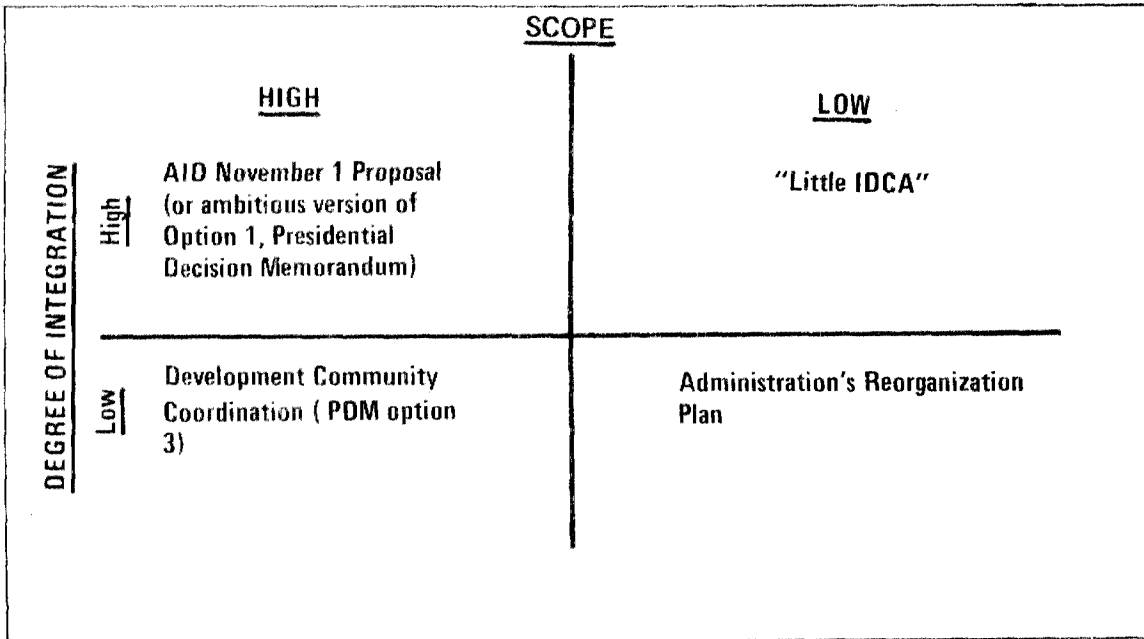 SCOPE
HIGH
LOW
DEGREE OF INTEGRATION
High
AID November 1 Proposal
(or ambitious version of
Option 1, Presidential
Decision Memorandum)
"Little IDCA"
Low
Development Community
Coordination ( PDM option
3)
Administration's Reorganization
Plan